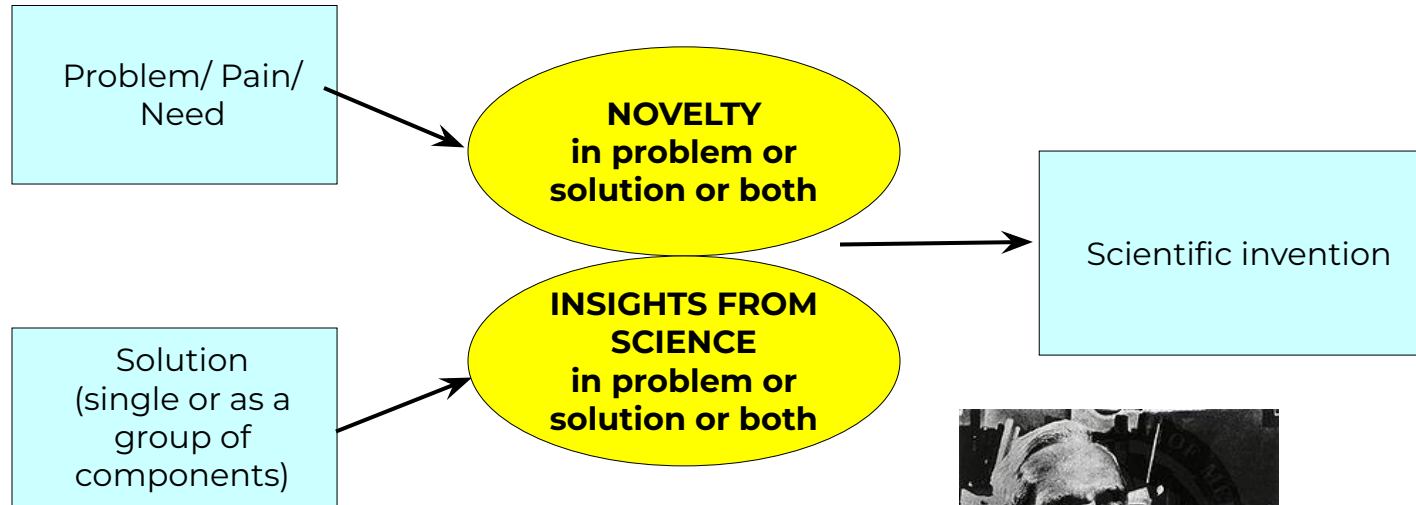 Problem/ Pain/
Need
NOVELTY
in problem or
solution or both
Scientific invention
INSIGHTS FROM
SCIENCE
in problem or
solution or both
Solution
(single or as a
group of
components)